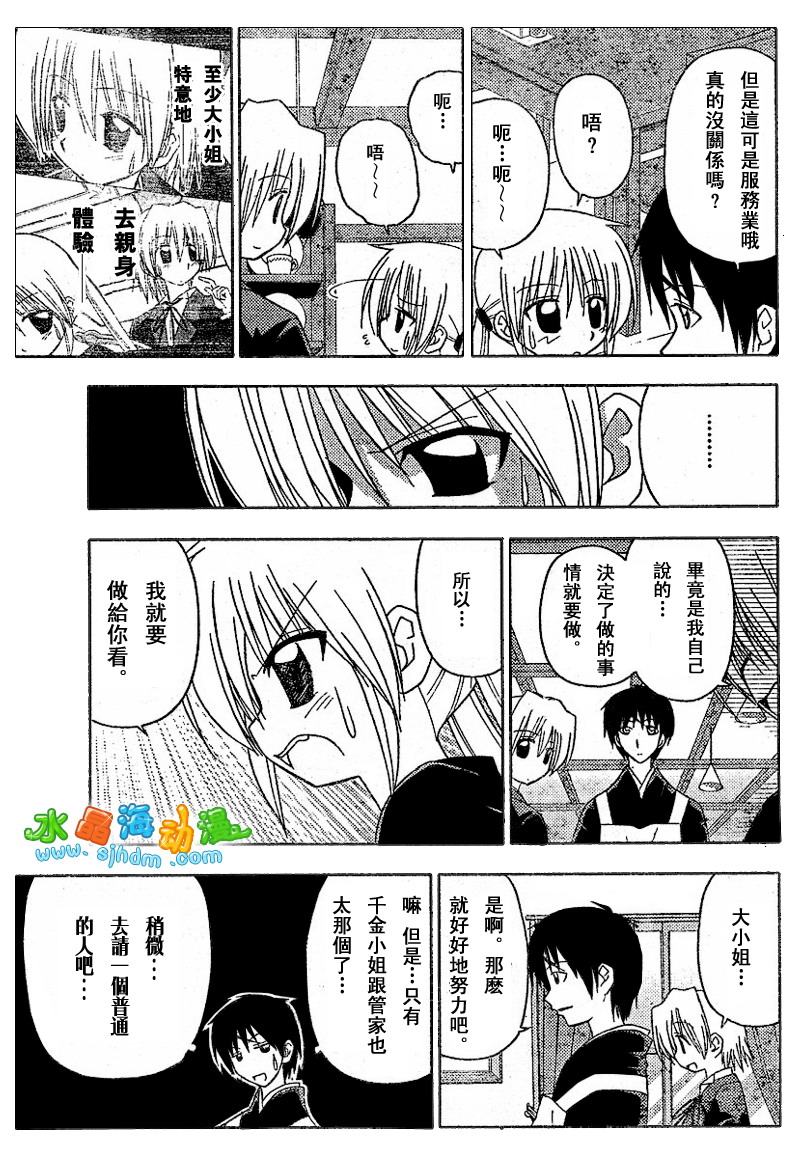 但是這可是服務業哦
真的沒關係嗎？
唔？
呃…呃～
呃…
唔～～
至少大小姐
特意地
去親身
體驗
………
畢竟是我自己
說的…
決定了做的事
情就要做。
所以…
我就要
做給你看。
水晶海动漫
www.sjhdm.com
大小姐…
是啊。那麽
就好好地努力吧。
嘛 但是…只有
千金小姐跟管家也
太那個了…
稍微…
去請一個普通
的人吧…